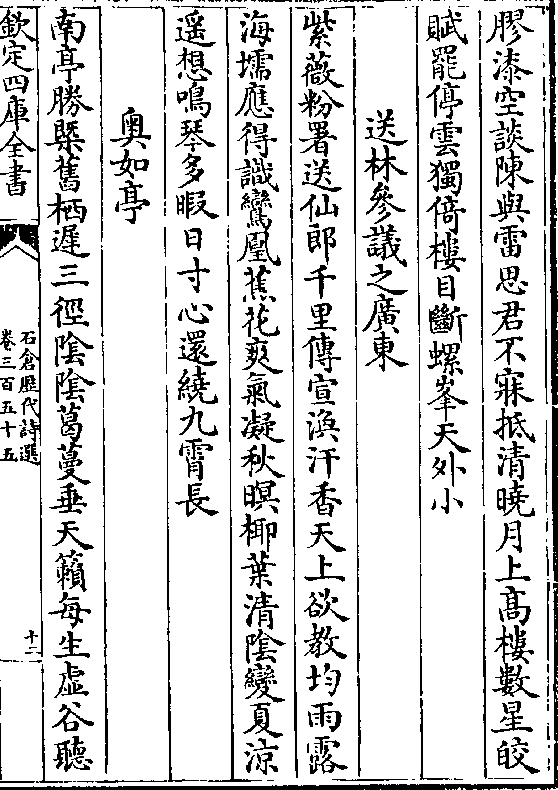 膠漆空談陳與雷思君不寐抵清曉月上髙樓數星皎
賦罷停雲獨倚樓目斷螺峯天外小
送林參議之廣東
紫薇粉署送仙郎千里傳宣渙汗香天上欲教均雨露
海壖應得識鸞凰蕉花爽氣凝秋暝椰葉清陰變夏涼
遥想鳴琴多暇日寸心還繞九霄長
奥如亭
南亭勝槩舊栖遲三徑陰陰葛蔓垂天籟每生虚谷聽
欽定四庫全書
石倉歴代詩選
卷三百五十五
十二